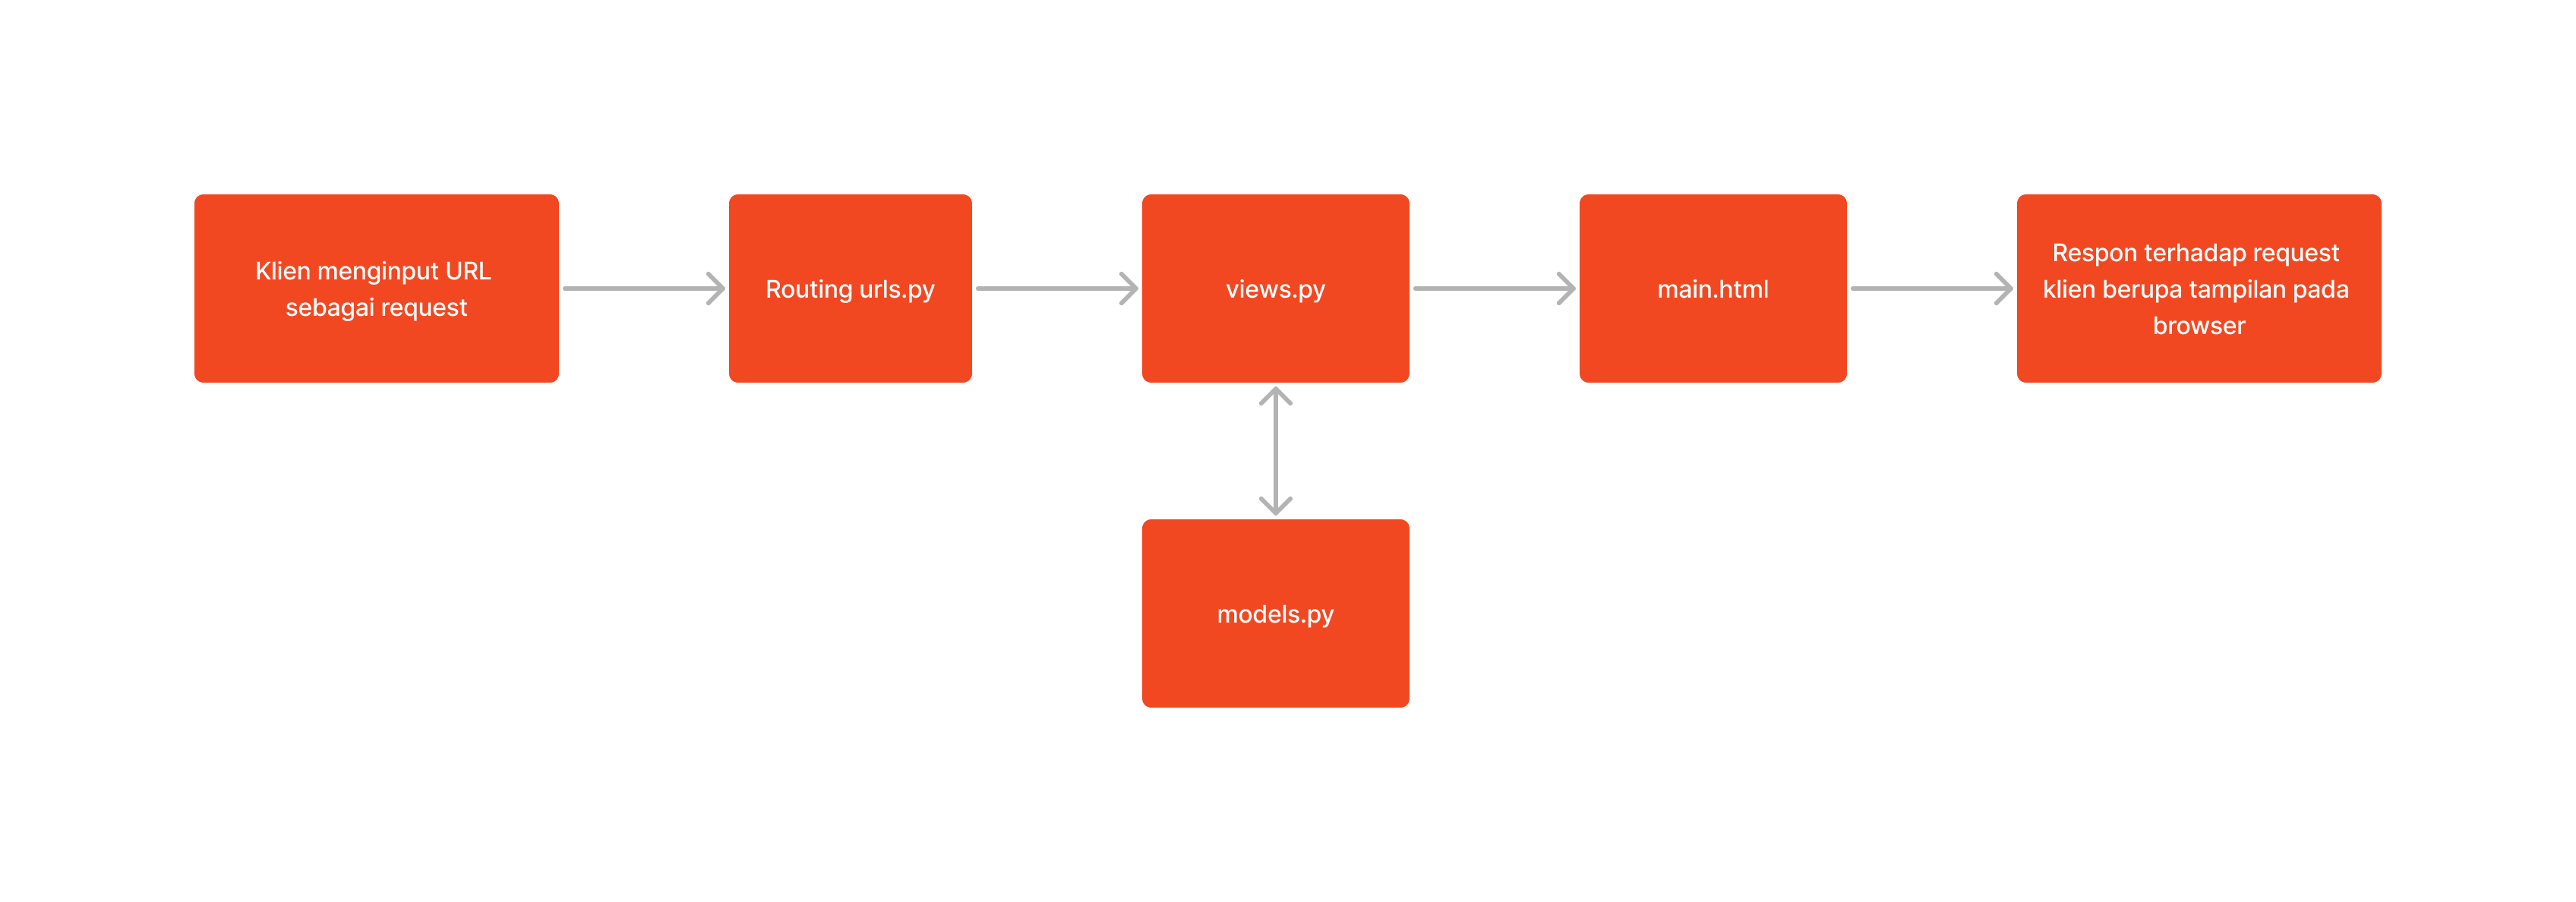 Klien menginput URL
sebagai request
Routing urls.py
views.py
main.html
Respon terhadap request
klien berupa tampilan pada
browser
models.py